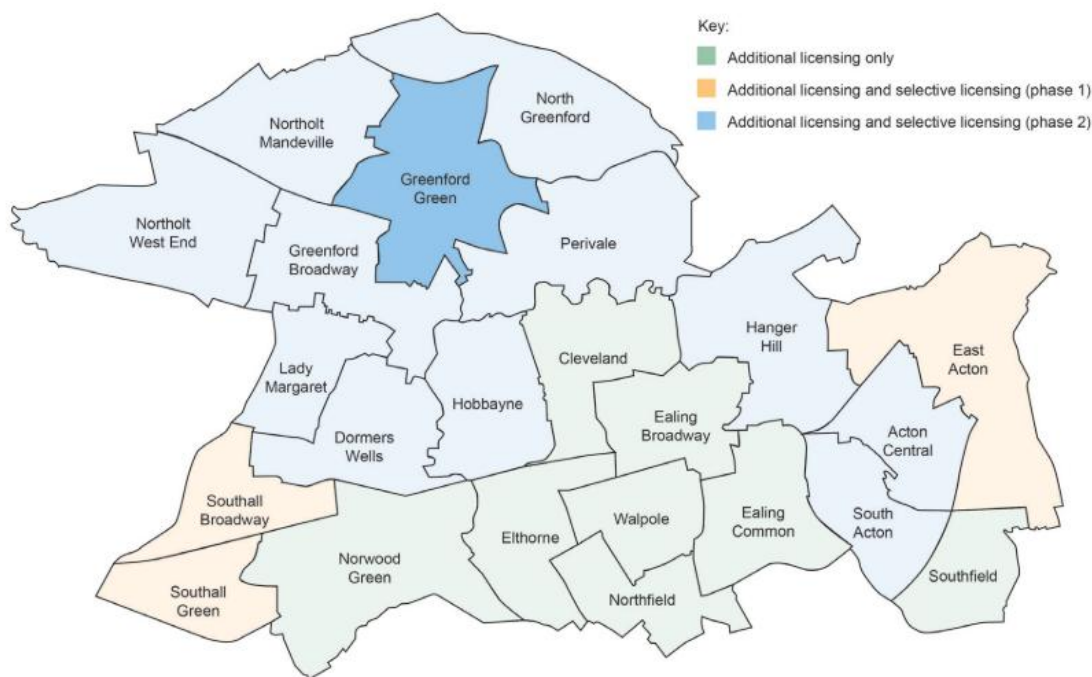 Key:
Additional licensing only
Additional licensing and selective licensing (phase 1)
Additional licensing and selective licensing (phase 2)
North
Greenford
Northolt
Mandeville
Greenford
Green
Northolt
West End
Greenford
Broadway
Perivale
Hanger
Hill
East
Acton
Cleveland
Lady
Margaret
Hobbayne
Ealing
Broadway
Acton
Central
Dormers
Wells
Southall
Broadway
Elthorne
Walpole
Ealing
Common
South
Acton
Norwood
Green
Southall
Green
Northfield
Southfield